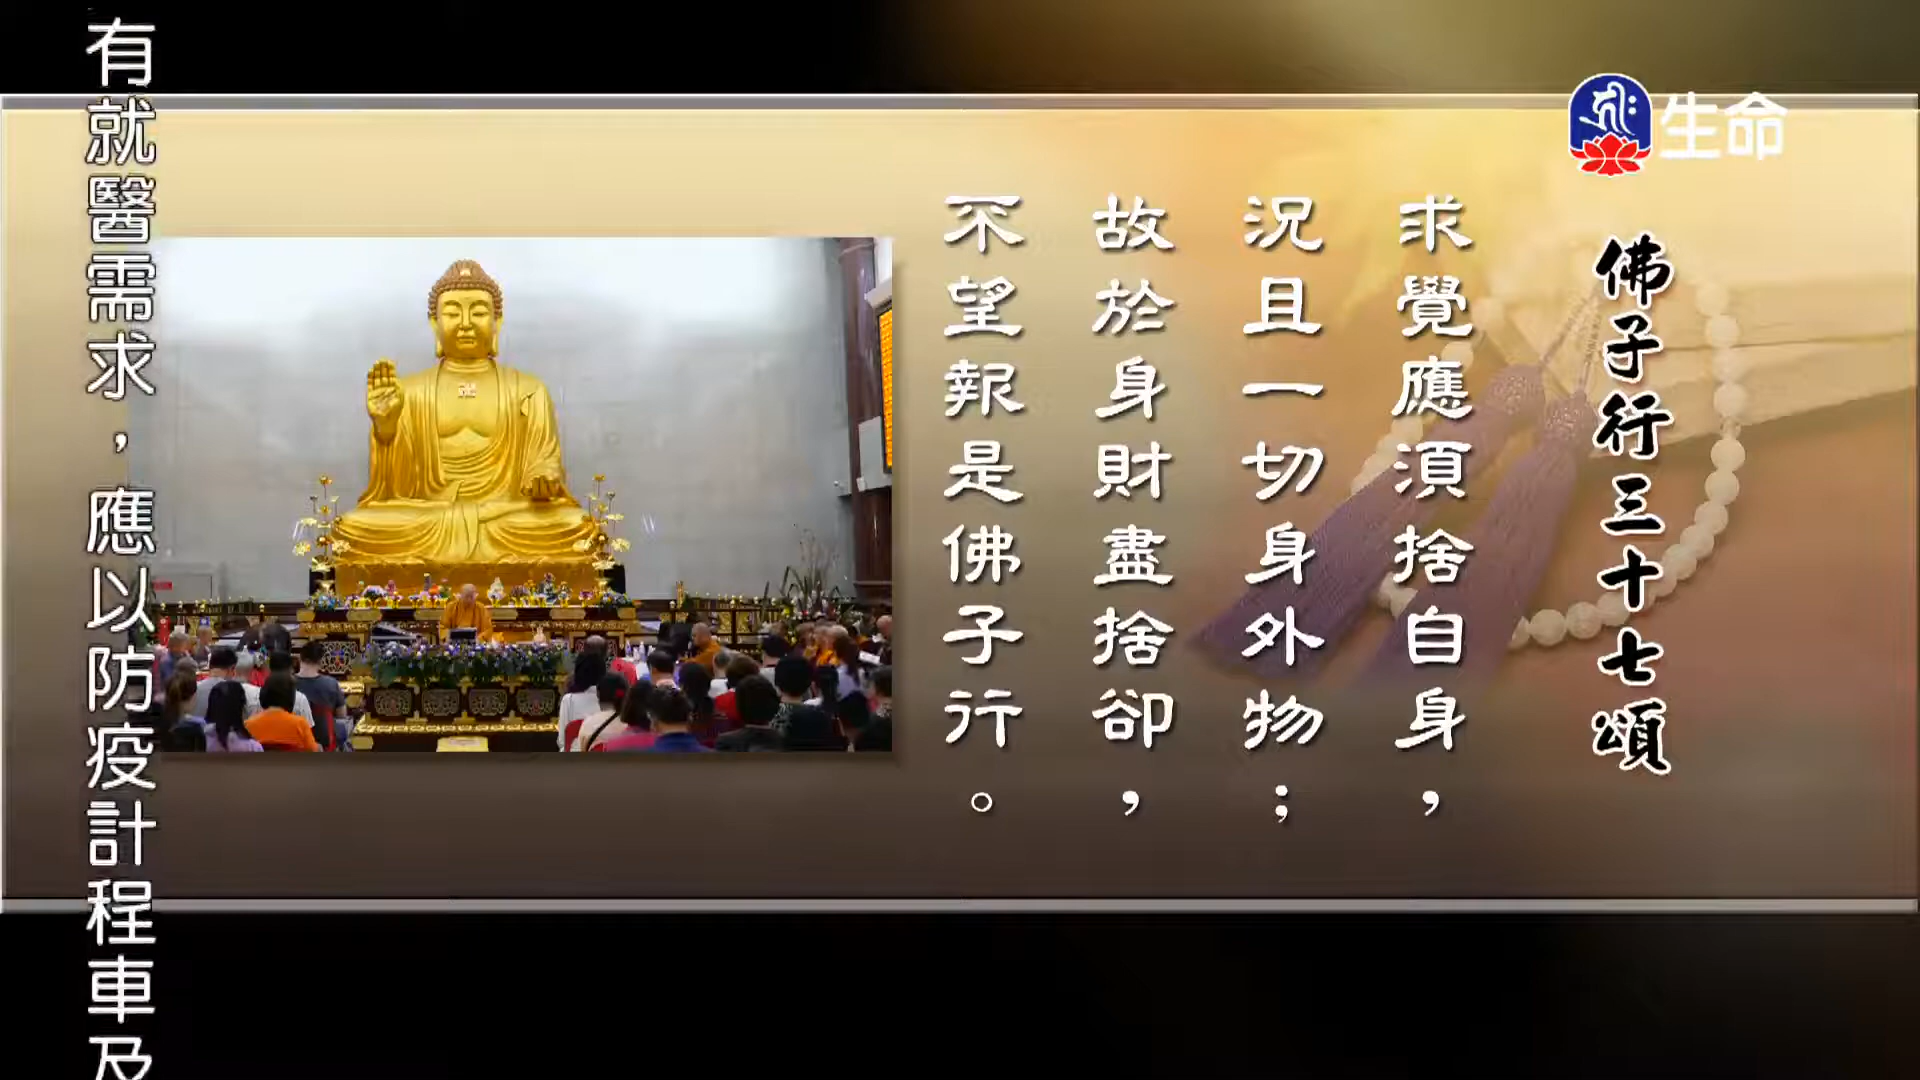 生命
佛子行三十七頌
求覺應須捨自身，
況且一切身外物；
故於身財盡捨卻，
不望報是佛子行。
有就醫需求，應以防疫計程車及